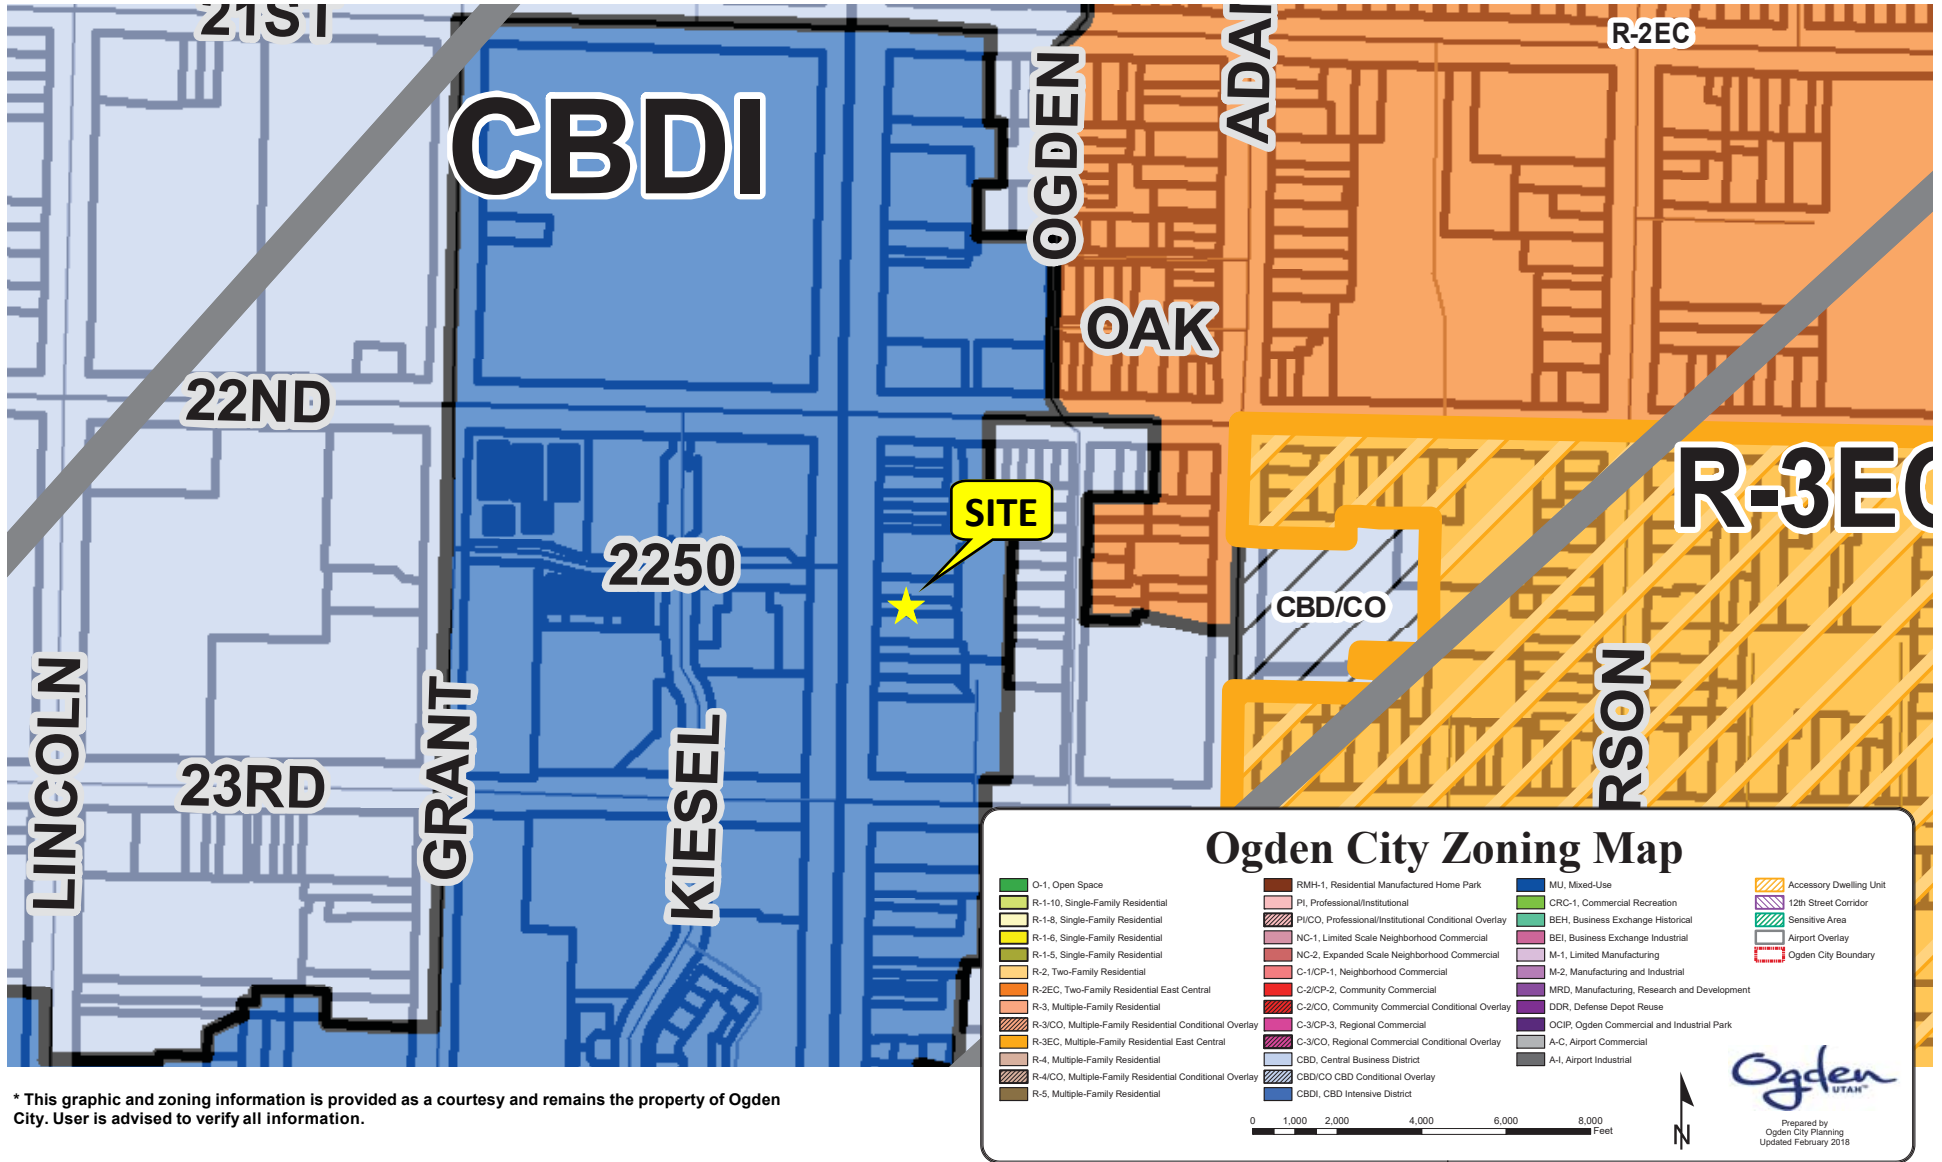 21ST
CBDI
OGDEN
ADAI
R-2EC
OAK
22ND
R-3EC
SITE
2250
CBD/CO
LINCOLN
GRANT
KIESEL
RSON
23RD
Ogden City Zoning Map
O-1, Open Space
R-1-10, Single-Family Residential
R-1-8, Single-Family Residential
R-1-6, Single-Family Residential
R-1-5, Single-Family Residential
R-2, Two-Family Residential
R-2EC, Two-Family Residential East Central
R-3, Multiple-Family Residential
R-3/CO, Multiple-Family Residential Conditional Overlay
R-3EC, Multiple-Family Residential East Central
R-4, Multiple-Family Residential
R-4/CO, Multiple-Family Residential Conditional Overlay
R-5, Multiple-Family Residential
RMH-1, Residential Manufactured Home Park
PI, Professional/Institutional
PI/CO, Professional/Institutional Conditional Overlay
NC-1, Limited Scale Neighborhood Commercial
NC-2, Expanded Scale Neighborhood Commercial
C-1/CP-1, Neighborhood Commercial
C-2/CP-2, Community Commercial
C-2/CO, Community Commercial Conditional Overlay
C-3/CP-3, Regional Commercial
C-3/CO, Regional Commercial Conditional Overlay
CBD, Central Business District
CBD/CO CBD Conditional Overlay
CBDI, CBD Intensive District
MU, Mixed-Use
CRC-1, Commercial Recreation
BEH, Business Exchange Historical
BEI, Business Exchange Industrial
M-1, Limited Manufacturing
M-2, Manufacturing and Industrial
MRD, Manufacturing, Research and Development
DDR, Defense Depot Reuse
OCIP, Ogden Commercial and Industrial Park
A-C, Airport Commercial
A-I, Airport Industrial
Accessory Dwelling Unit
12th Street Corridor
Sensitive Area
Airport Overlay
Ogden City Boundary
0 1,000 2,000 4,000 6,000 8,000
Feet
N
Ogden
UTAH™
Prepared by
Ogden City Planning
Updated February 2018
* This graphic and zoning information is provided as a courtesy and remains the property of Ogden
City. User is advised to verify all information.